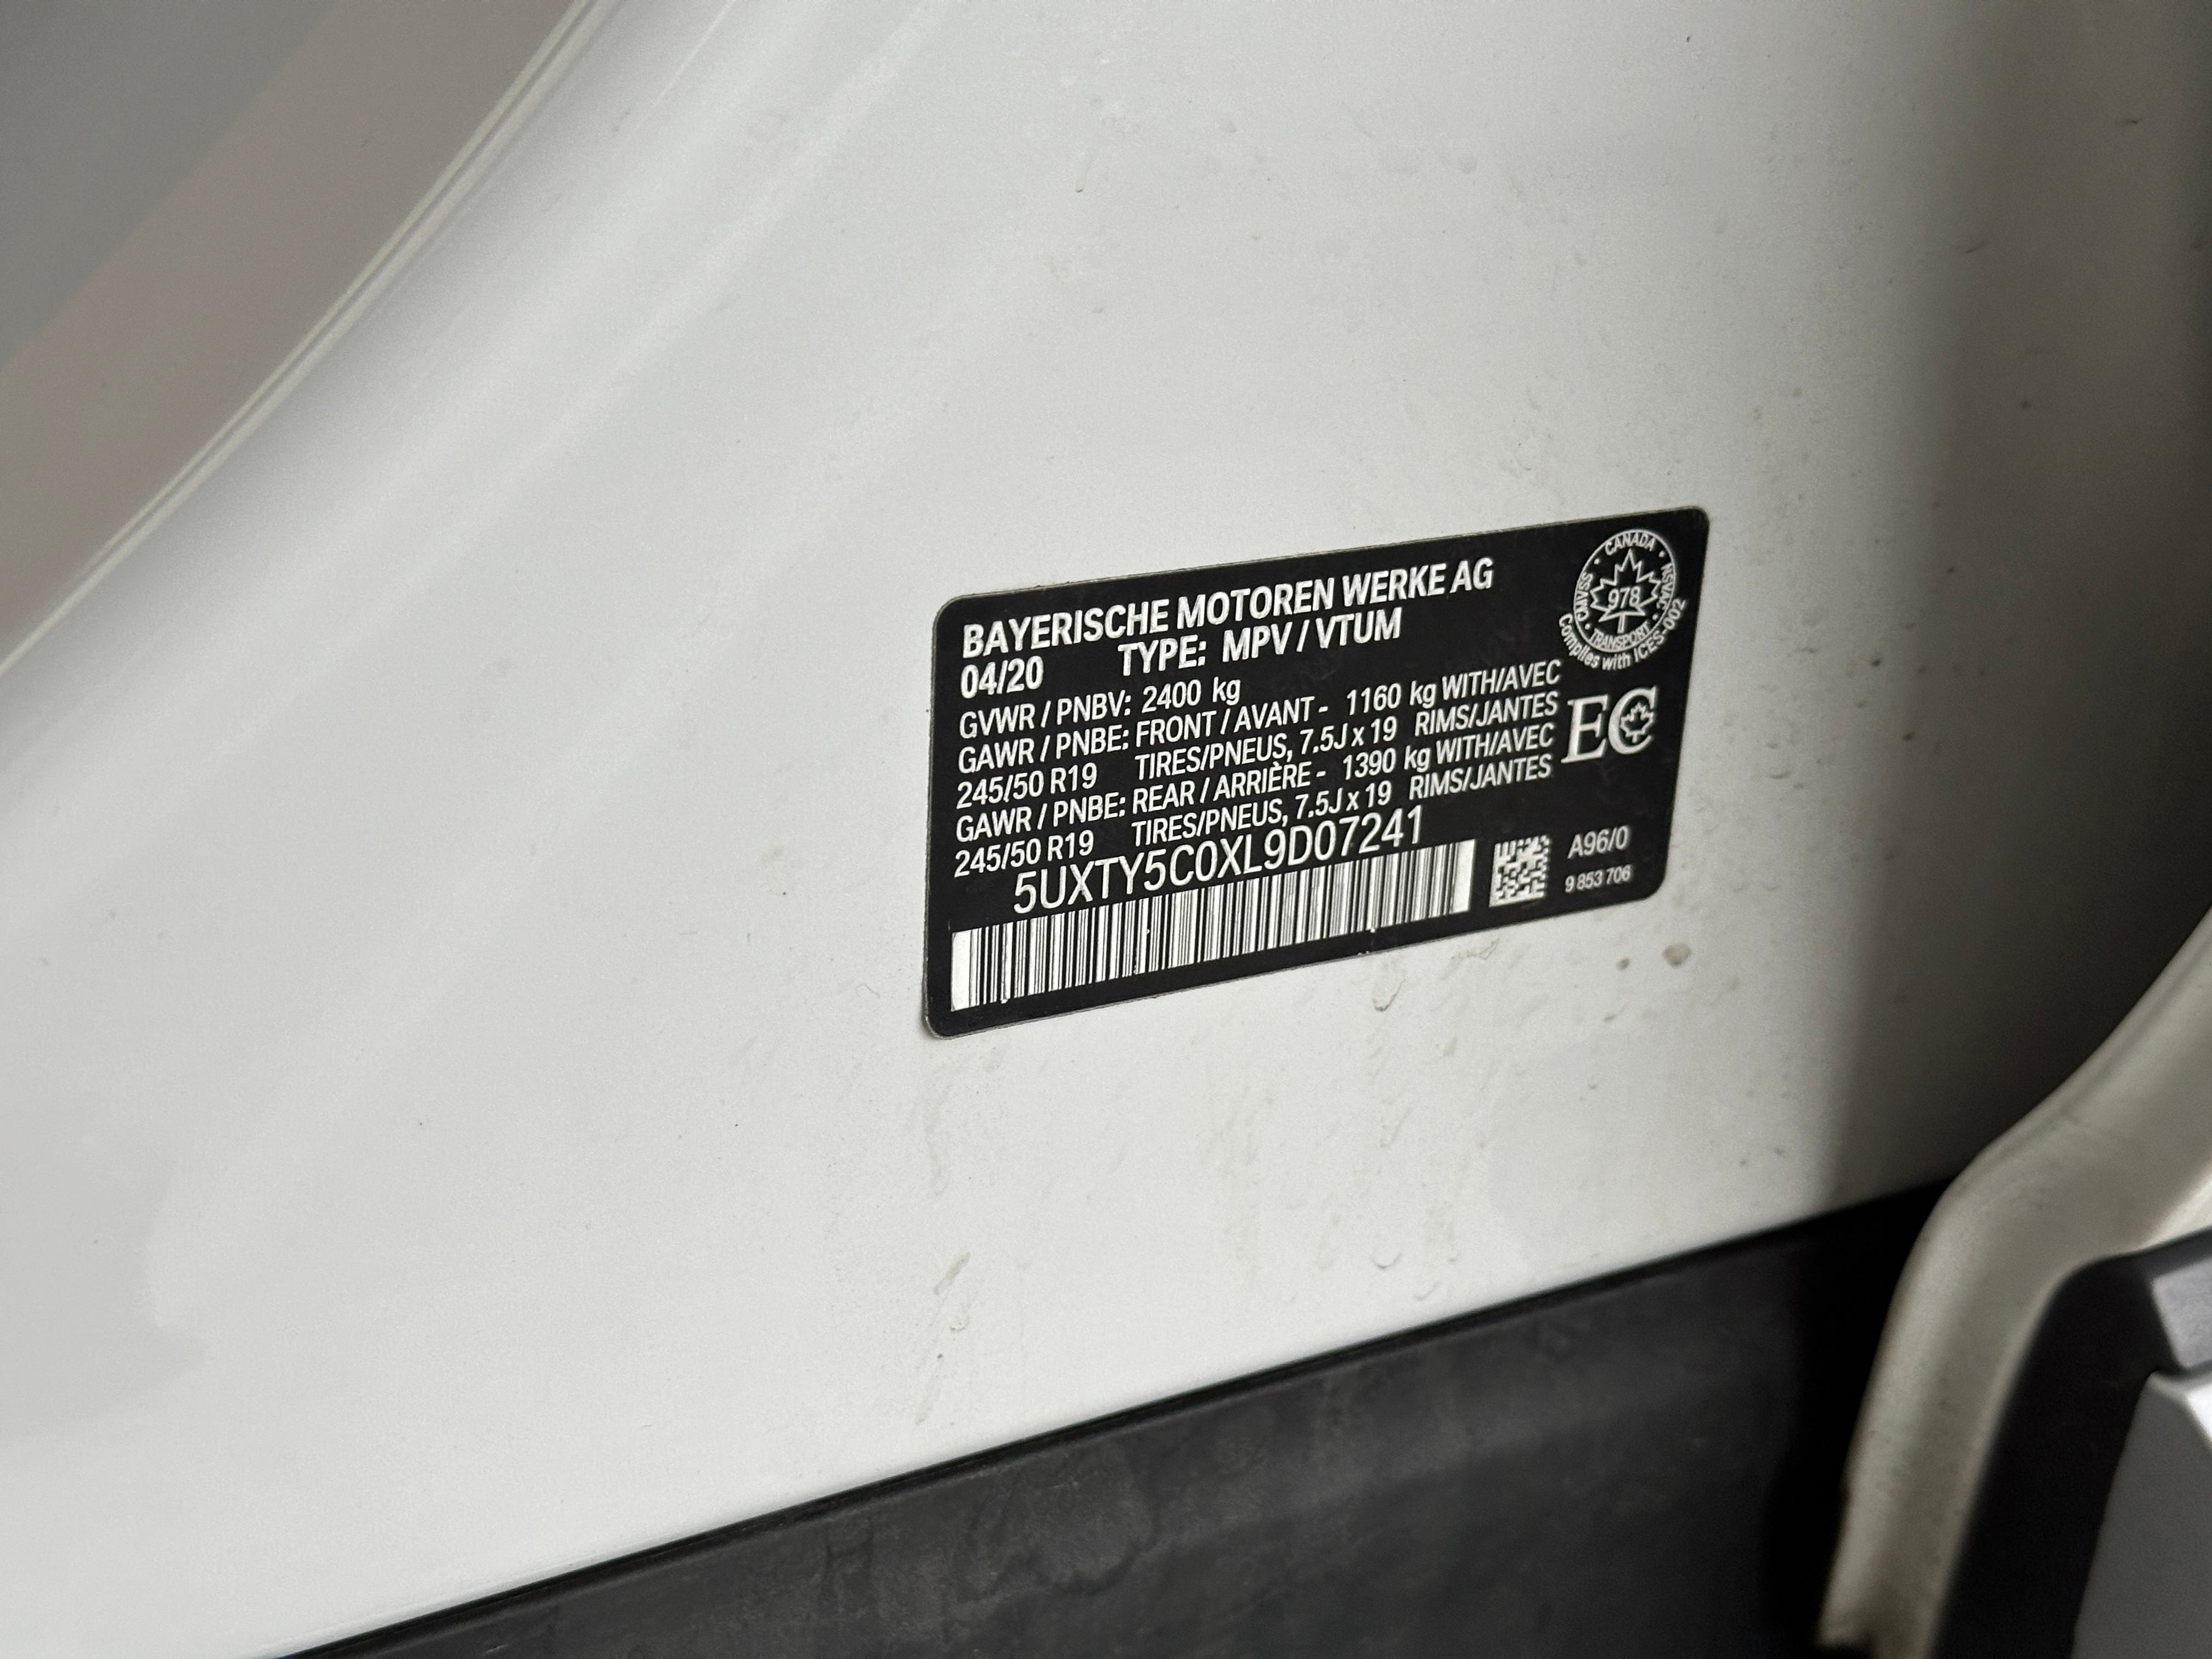 BAYERISCHE MOTOREN WERKE AG
04/20 TYPE: MPV / VTUM
GVWR / PNBV: 2400 kg
GAWR / PNBE: FRONT / AVANT - 1160 kg WITH/AVEC
245/50 R19 TIRES/PNEUS, 7.5J x 19 RIMS/JANTES
GAWR / PNBE: REAR / ARRIÈRE - 1390 kg WITH/AVEC
245/50 R19 TIRES/PNEUS, 7.5J x 19 RIMS/JANTES
5UXTY5C0XL9D07241
CANADA
CMVSS
978
NSVAC
TRANSPORT
Complies with ICES-002
EC
A96/0
9 853 706